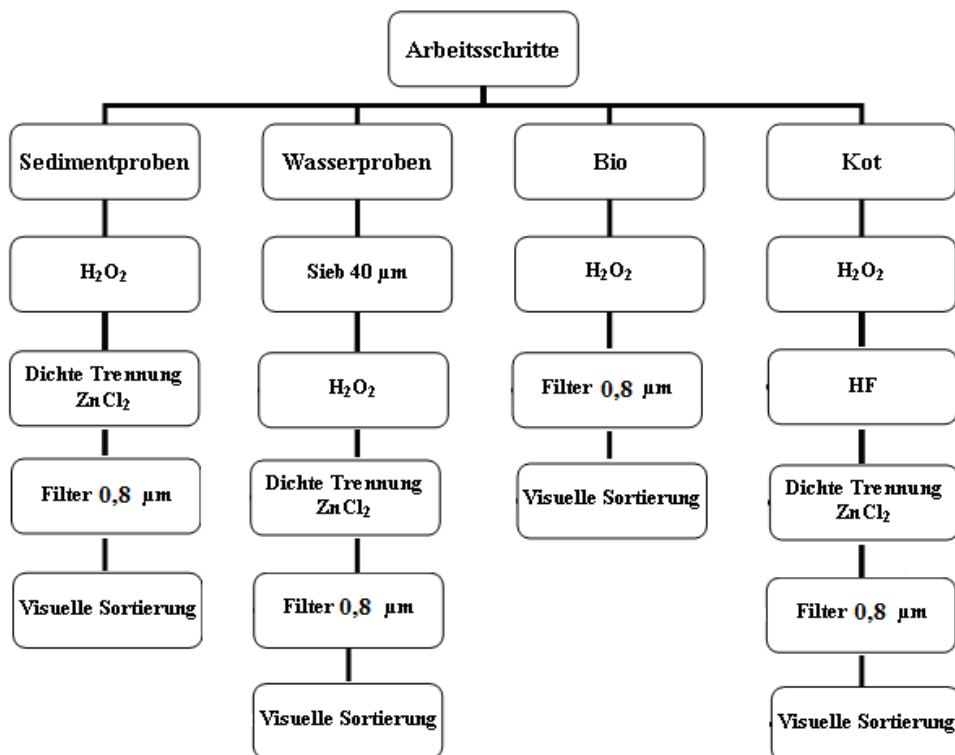 Arbeitsschritte
Sedimentproben
H₂O₂
Dichte Trennung
ZnCl₂
Filter 0,8 µm
Visuelle Sortierung
Wasserproben
Sieb 40 µm
H₂O₂
Dichte Trennung
ZnCl₂
Filter 0,8 µm
Visuelle Sortierung
Bio
H₂O₂
Filter 0,8 µm
Visuelle Sortierung
Kot
H₂O₂
HF
Dichte Trennung
ZnCl₂
Filter 0,8 µm
Visuelle Sortierung